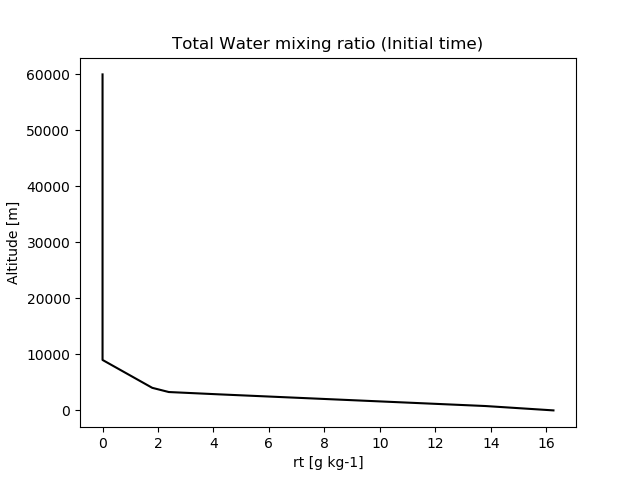 Total Water mixing ratio (Initial time)
60000
50000
40000
30000
20000
10000
0
Altitude [m]
0 2 4 6 8 10 12 14 16
rt [g kg-1]